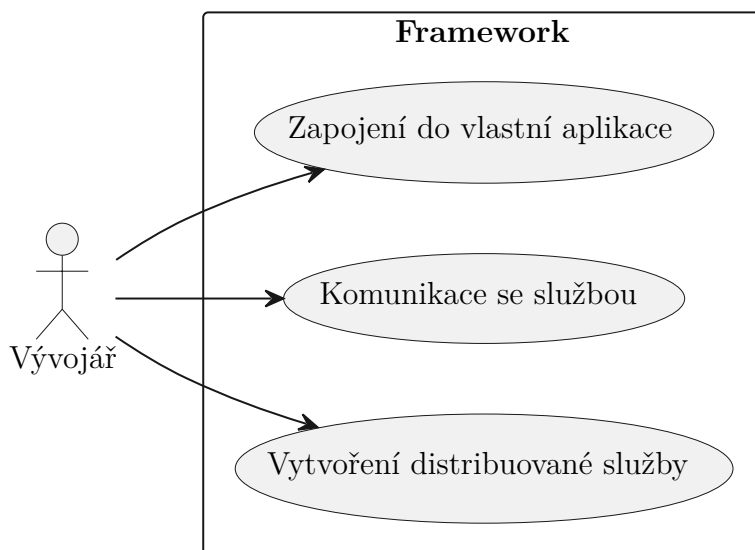 Framework
Zapojení do vlastní aplikace
Komunikace se službou
Vývojář
Vytvoření distribuované služby